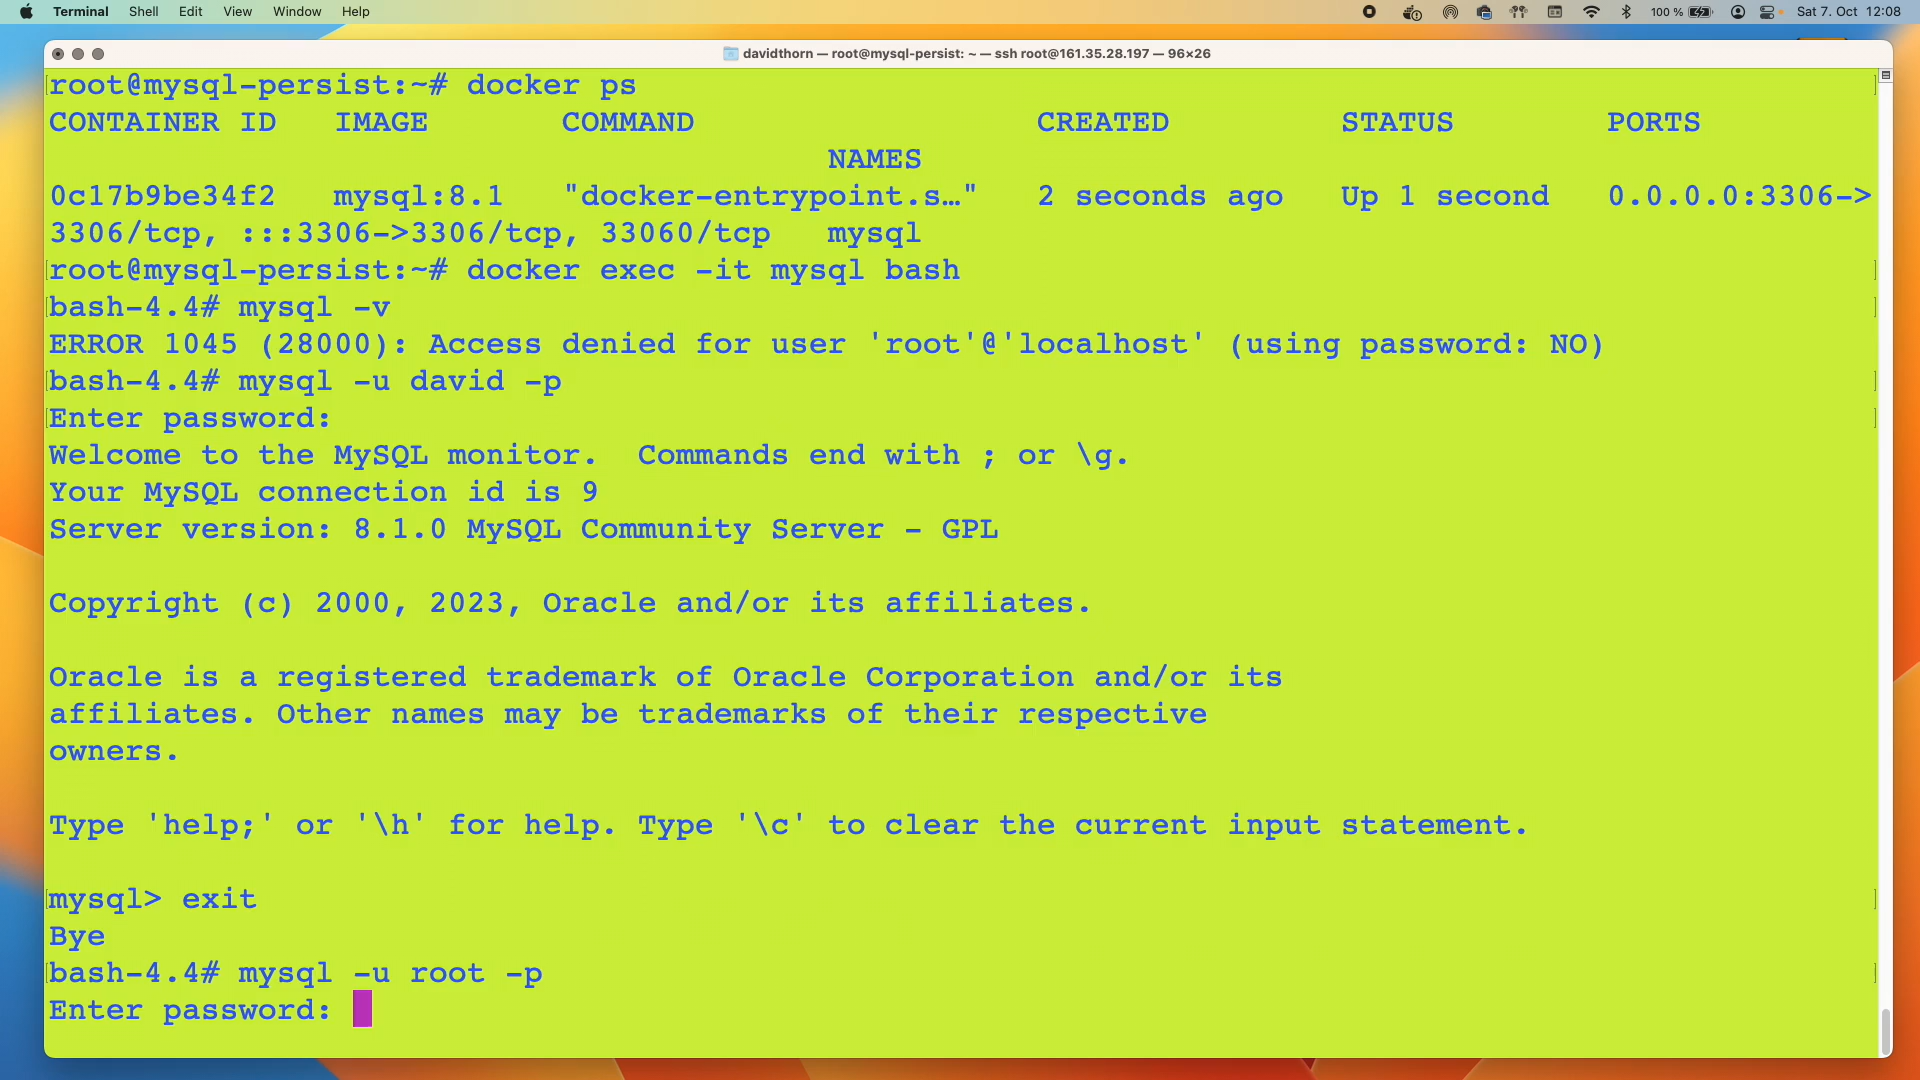 Terminal Shell Edit View Window Help 100 % Sat 7. Oct 12:08
davidthorn — root@mysql-persist: ~ — ssh root@161.35.28.197 — 96×26
root@mysql-persist:~# docker ps
CONTAINER ID IMAGE COMMAND CREATED STATUS PORTS
NAMES
0c17b9be34f2 mysql:8.1 "docker-entrypoint.s…" 2 seconds ago Up 1 second 0.0.0.0:3306->
3306/tcp, :::3306->3306/tcp, 33060/tcp mysql
root@mysql-persist:~# docker exec -it mysql bash
bash-4.4# mysql -v
ERROR 1045 (28000): Access denied for user 'root'@'localhost' (using password: NO)
bash-4.4# mysql -u david -p
Enter password:
Welcome to the MySQL monitor. Commands end with ; or \g.
Your MySQL connection id is 9
Server version: 8.1.0 MySQL Community Server - GPL
Copyright (c) 2000, 2023, Oracle and/or its affiliates.
Oracle is a registered trademark of Oracle Corporation and/or its
affiliates. Other names may be trademarks of their respective
owners.
Type 'help;' or '\h' for help. Type '\c' to clear the current input statement.
mysql> exit
Bye
bash-4.4# mysql -u root -p
Enter password: